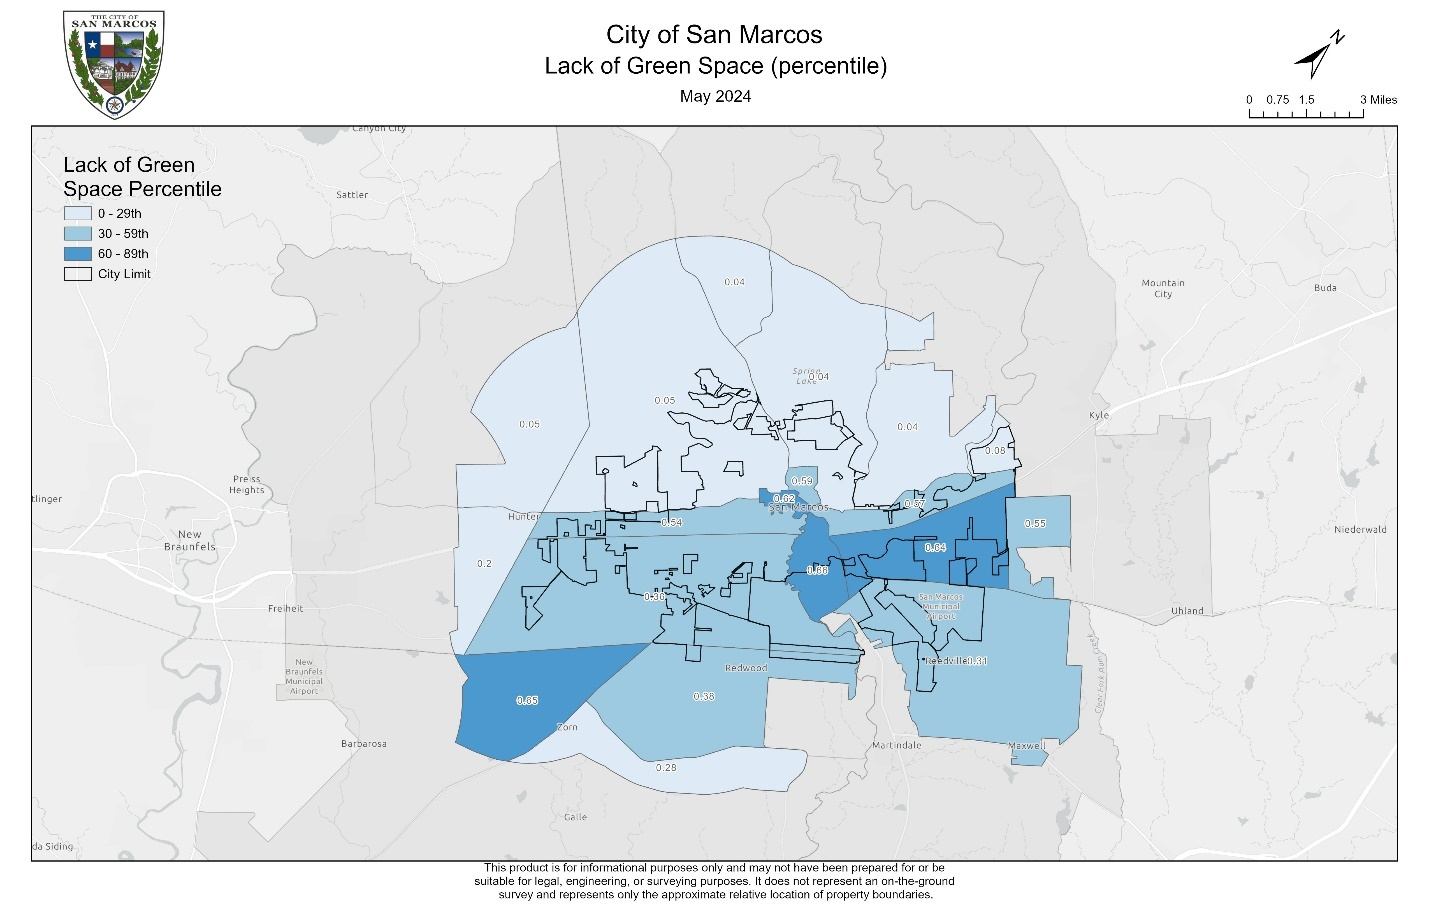 THE CITY OF
SAN MARCOS
City of San Marcos
Lack of Green Space (percentile)
May 2024
N
0 0.75 1.5 3 Miles
Lack of Green
Space Percentile
0 - 29th
30 - 59th
60 - 89th
City Limit
Canyon City
Sattler
0.04
Mountain
City
Buda
Spring
Lake
0.04
0.05
0.05
0.04
Kyle
0.08
Preiss
Heights
0.59
tlinger
0.62
San Marcos
0.57
Hunter
0.54
0.55
Niederwald
New
Braunfels
0.64
0.2
0.66
0.36
San Marcos
Municipal
Airport
Freiheit
Uhland
New
Braunfels
Municipal
Airport
Redwood
Reedville
0.31
0.65
0.38
Zorn
Barbarosa
Martindale
Maxwell
0.28
Galle
da Siding
This product is for informational purposes only and may not have been prepared for or be
suitable for legal, engineering, or surveying purposes. It does not represent an on-the-ground
survey and represents only the approximate relative location of property boundaries.